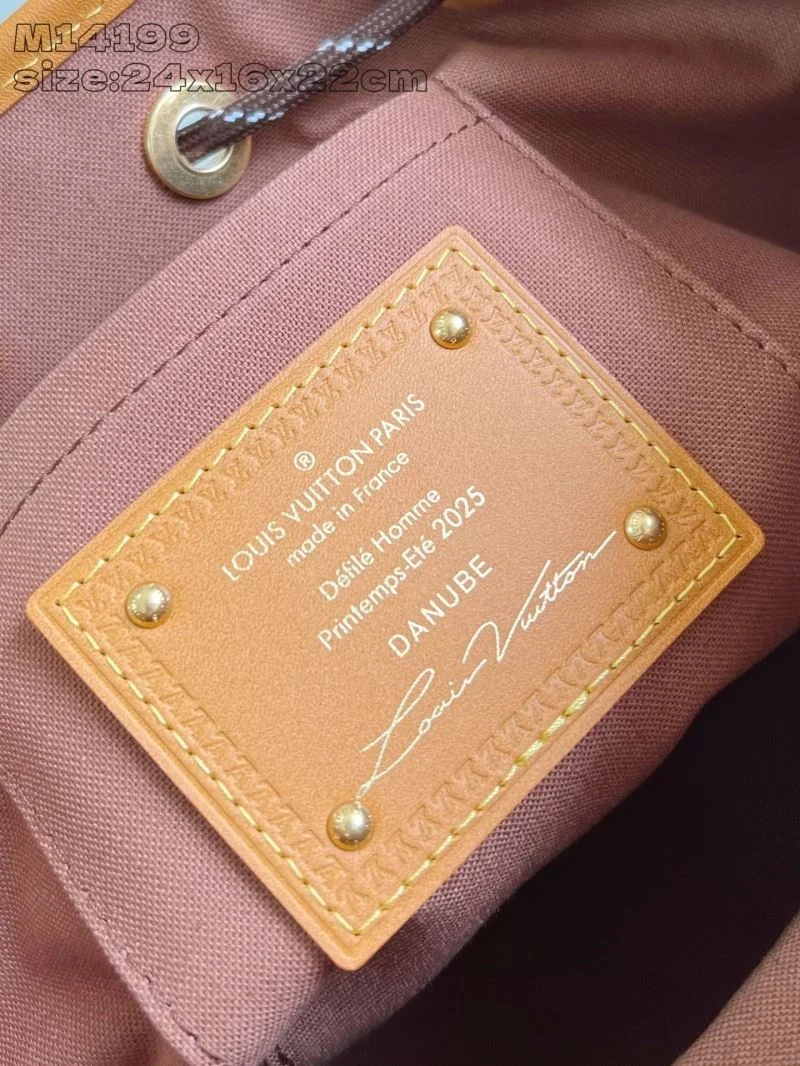 M14199
size:24x16x22cm
®
LOUIS VUITTON PARIS
made in France
Défilé Homme
Printemps-Eté 2025
DANUBE
Louis Vuitton